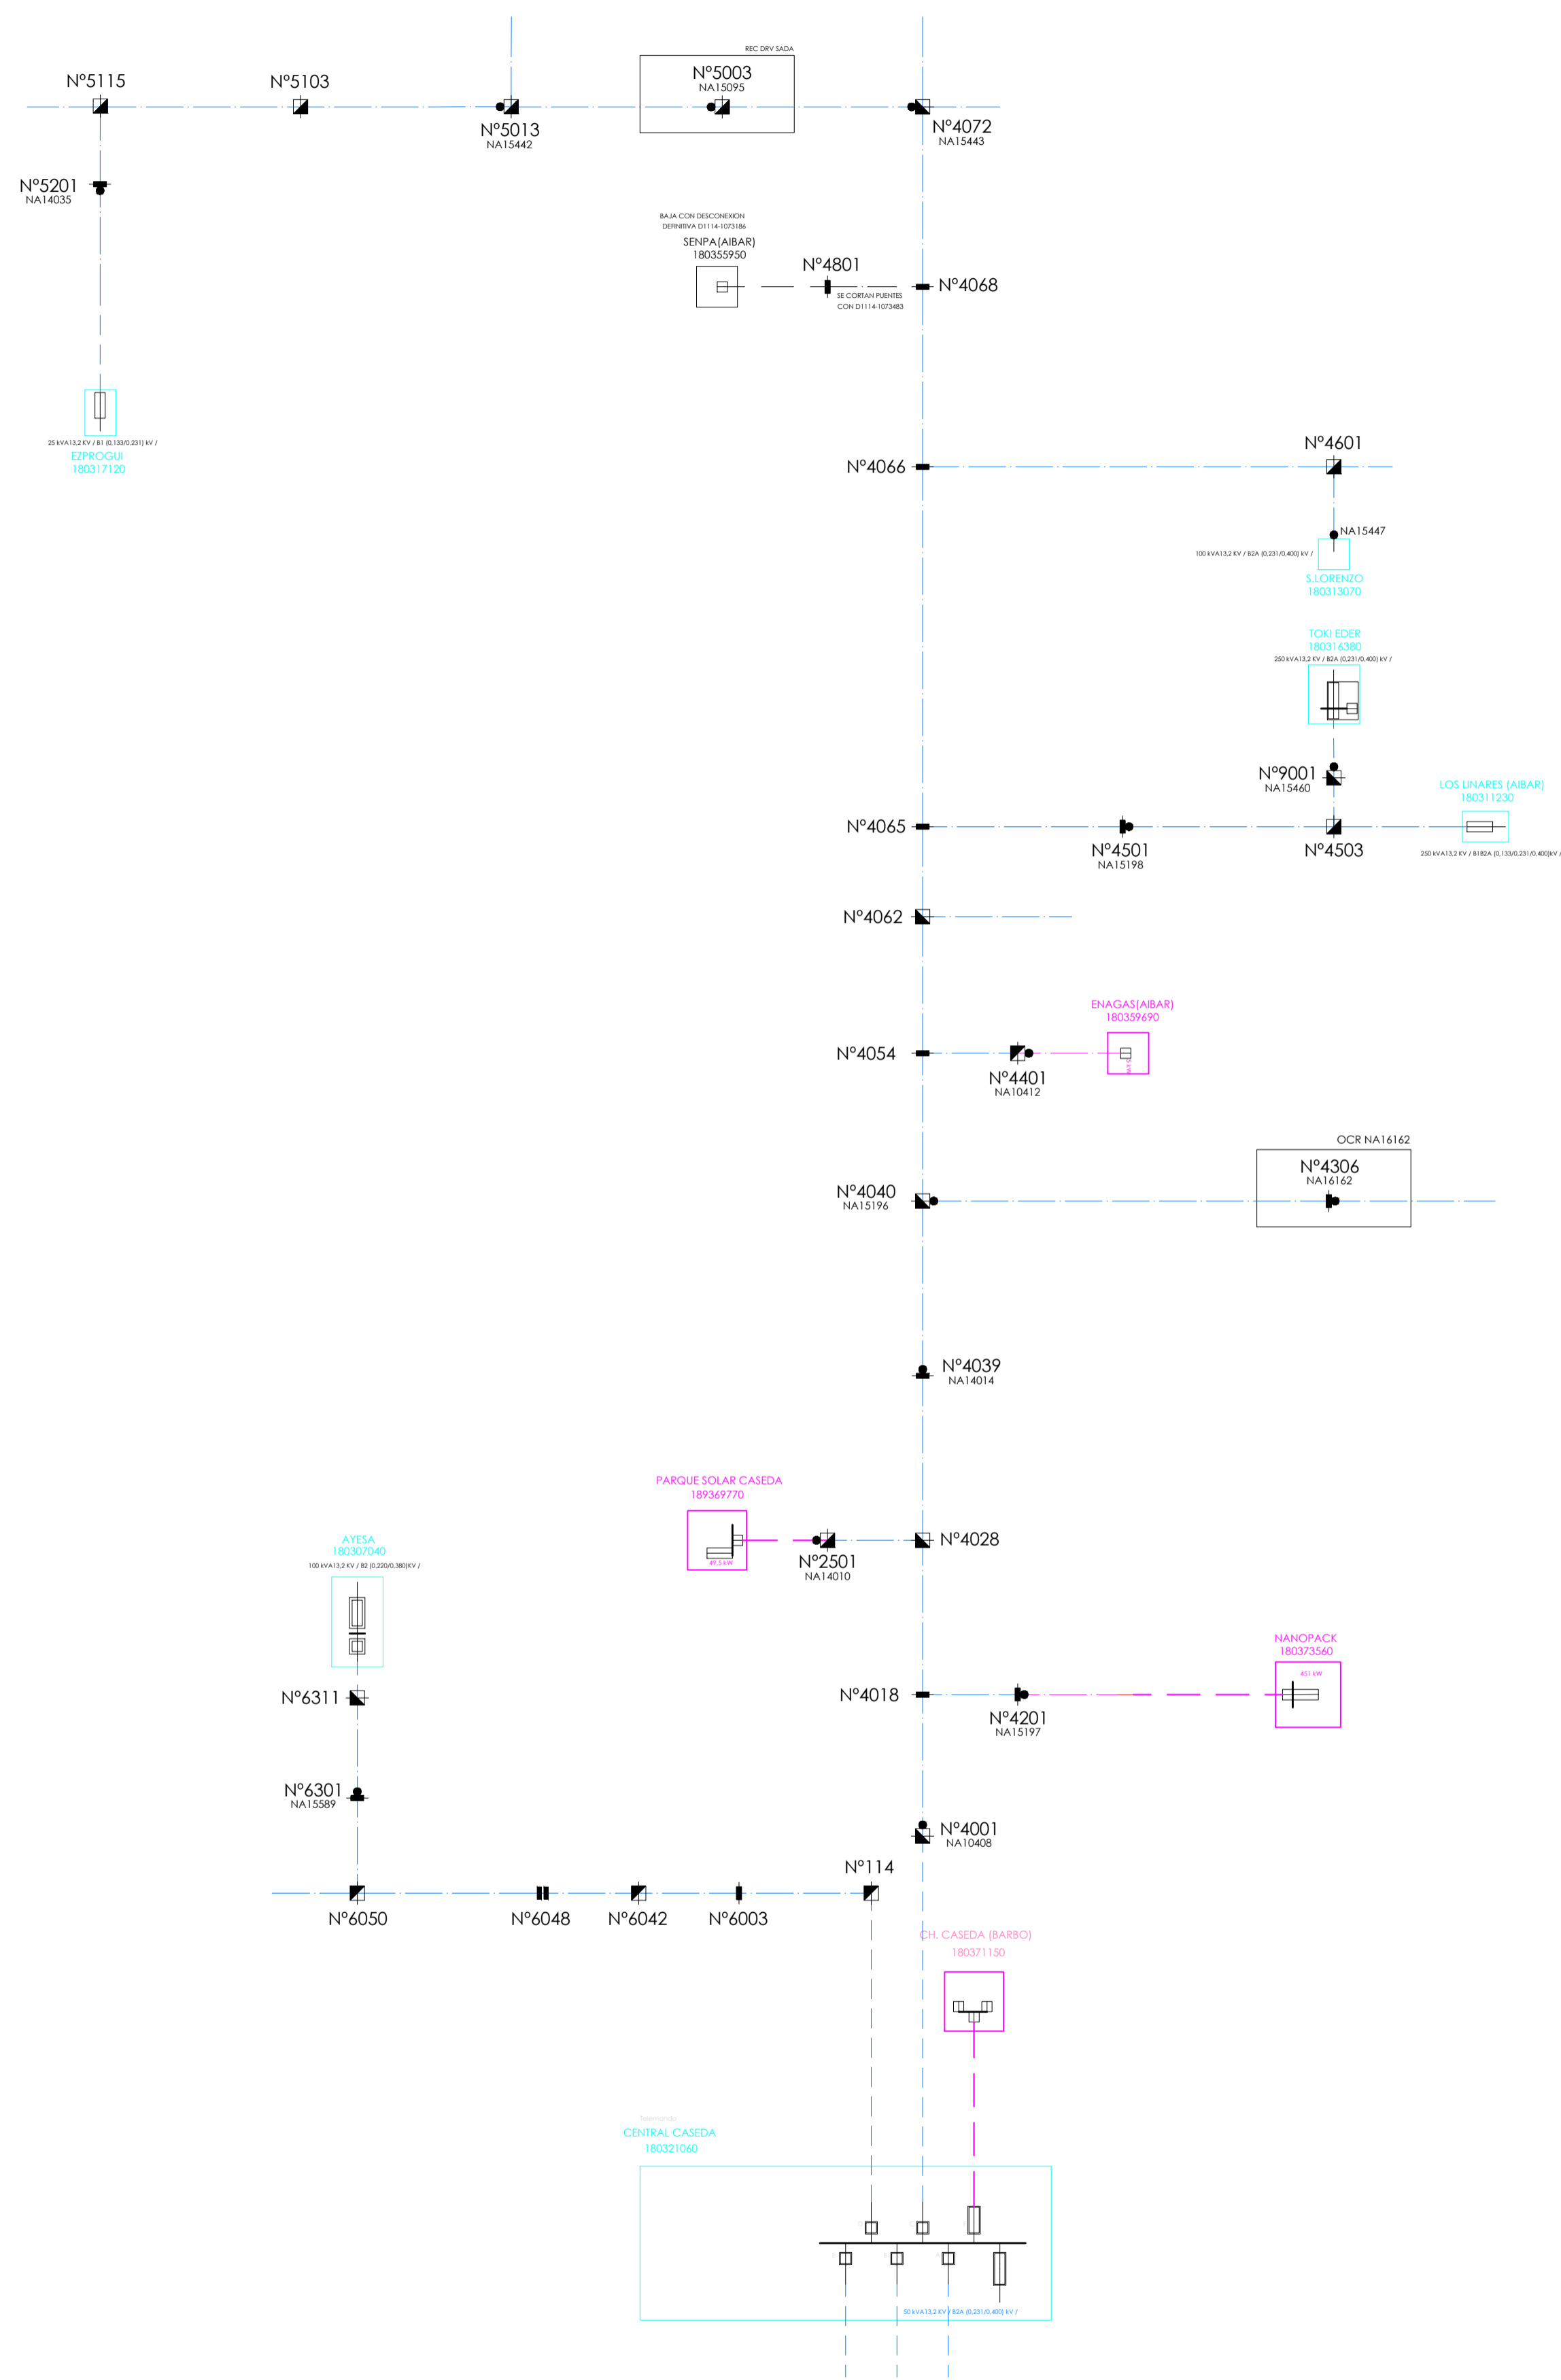 REC DRV SADA
Nº5115
Nº5103
Nº5003
NA15095
Nº5013
NA15442
Nº4072
NA15443
Nº5201
NA14035
BAJA CON DESCONEXION
DEFINITIVA D1114-1073186
SENPA(AIBAR)
180355950
Nº4801
SE CORTAN PUENTES
CON D1114-1073483
Nº4068
25 kVA13,2 KV / B1 (0,133/0,231) kV /
EZPROGUI
180317120
Nº4066
Nº4601
NA15447
100 kVA13,2 KV / B2A (0,231/0,400) kV /
S.LORENZO
180313070
TOKI EDER
180316380
250 kVA13,2 KV / B2A (0,231/0,400) kV /
Nº9001
NA15460
LOS LINARES (AIBAR)
180311230
Nº4065
Nº4501
NA15198
Nº4503
250 kVA13,2 KV / B1B2A (0,133/0,231/0,400)kV /
Nº4062
ENAGAS(AIBAR)
180359690
Nº4054
Nº4401
NA10412
OCR NA16162
Nº4306
NA16162
Nº4040
NA15196
Nº4039
NA14014
PARQUE SOLAR CASEDA
189369770
49,5 kW
Nº2501
NA14010
Nº4028
AYESA
180307040
100 kVA13,2 KV / B2 (0,220/0,380)KV /
NANOPACK
180373560
451 kW
Nº6311
Nº4018
Nº4201
NA15197
Nº6301
NA15589
Nº4001
NA10408
Nº114
Nº6050
Nº6048
Nº6042
Nº6003
CH. CASEDA (BARBO)
180371150
Telemando
CENTRAL CASEDA
180321060
50 kVA13,2 KV / B2A (0,231/0,400) kV /